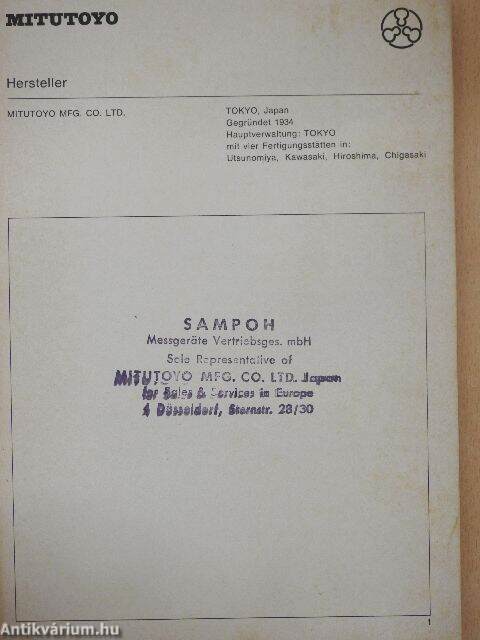 MITUTOYO
Hersteller
MITUTOYO MFG. CO. LTD.
TOKYO, Japan
Gegründet 1934
Hauptverwaltung: TOKYO
mit vier Fertigungsstätten in:
Utsunomiya, Kawasaki, Hiroshima, Chigasaki
SAMPOH
Messgeräte Vertriebsges. mbH
Sole Representative of
MITUTOYO MFG. CO. LTD. Japan
for Sales & Services in Europe
4 Düsseldorf, Sternstr. 28/30
1
Antikvárium.hu